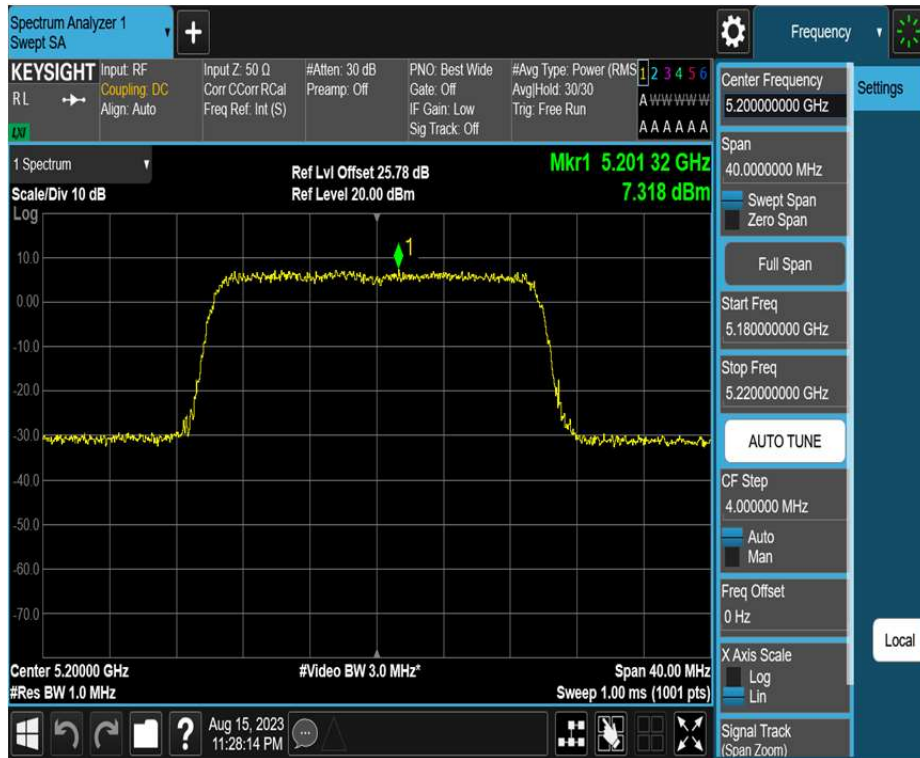 Spectrum Analyzer 1
Swept SA
+
Frequency
KEYSIGHT
R L
LXI
Input: RF
Coupling: DC
Align: Auto
Input Z: 50 Ω
Corr CCorr RCal
Freq Ref: Int (S)
#Atten: 30 dB
Preamp: Off
PNO: Best Wide
Gate: Off
IF Gain: Low
Sig Track: Off
#Avg Type: Power (RMS
Avg|Hold: 30/30
Trig: Free Run
1 2 3 4 5 6
A W W W W W
A A A A A A
1 Spectrum
Scale/Div 10 dB
Log
Ref Lvl Offset 25.78 dB
Ref Level 20.00 dBm
Mkr1 5.201 32 GHz
7.318 dBm
1
10.0
0.00
-10.0
-20.0
-30.0
-40.0
-50.0
-60.0
-70.0
Center 5.20000 GHz
#Res BW 1.0 MHz
#Video BW 3.0 MHz*
Span 40.00 MHz
Sweep 1.00 ms (1001 pts)
?
Aug 15, 2023
11:28:14 PM
Center Frequency
5.200000000 GHz
Span
40.0000000 MHz
Swept Span
Zero Span
Full Span
Start Freq
5.180000000 GHz
Stop Freq
5.220000000 GHz
AUTO TUNE
CF Step
4.000000 MHz
Auto
Man
Freq Offset
0 Hz
X Axis Scale
Log
Lin
Signal Track
(Span Zoom)
Settings
Local